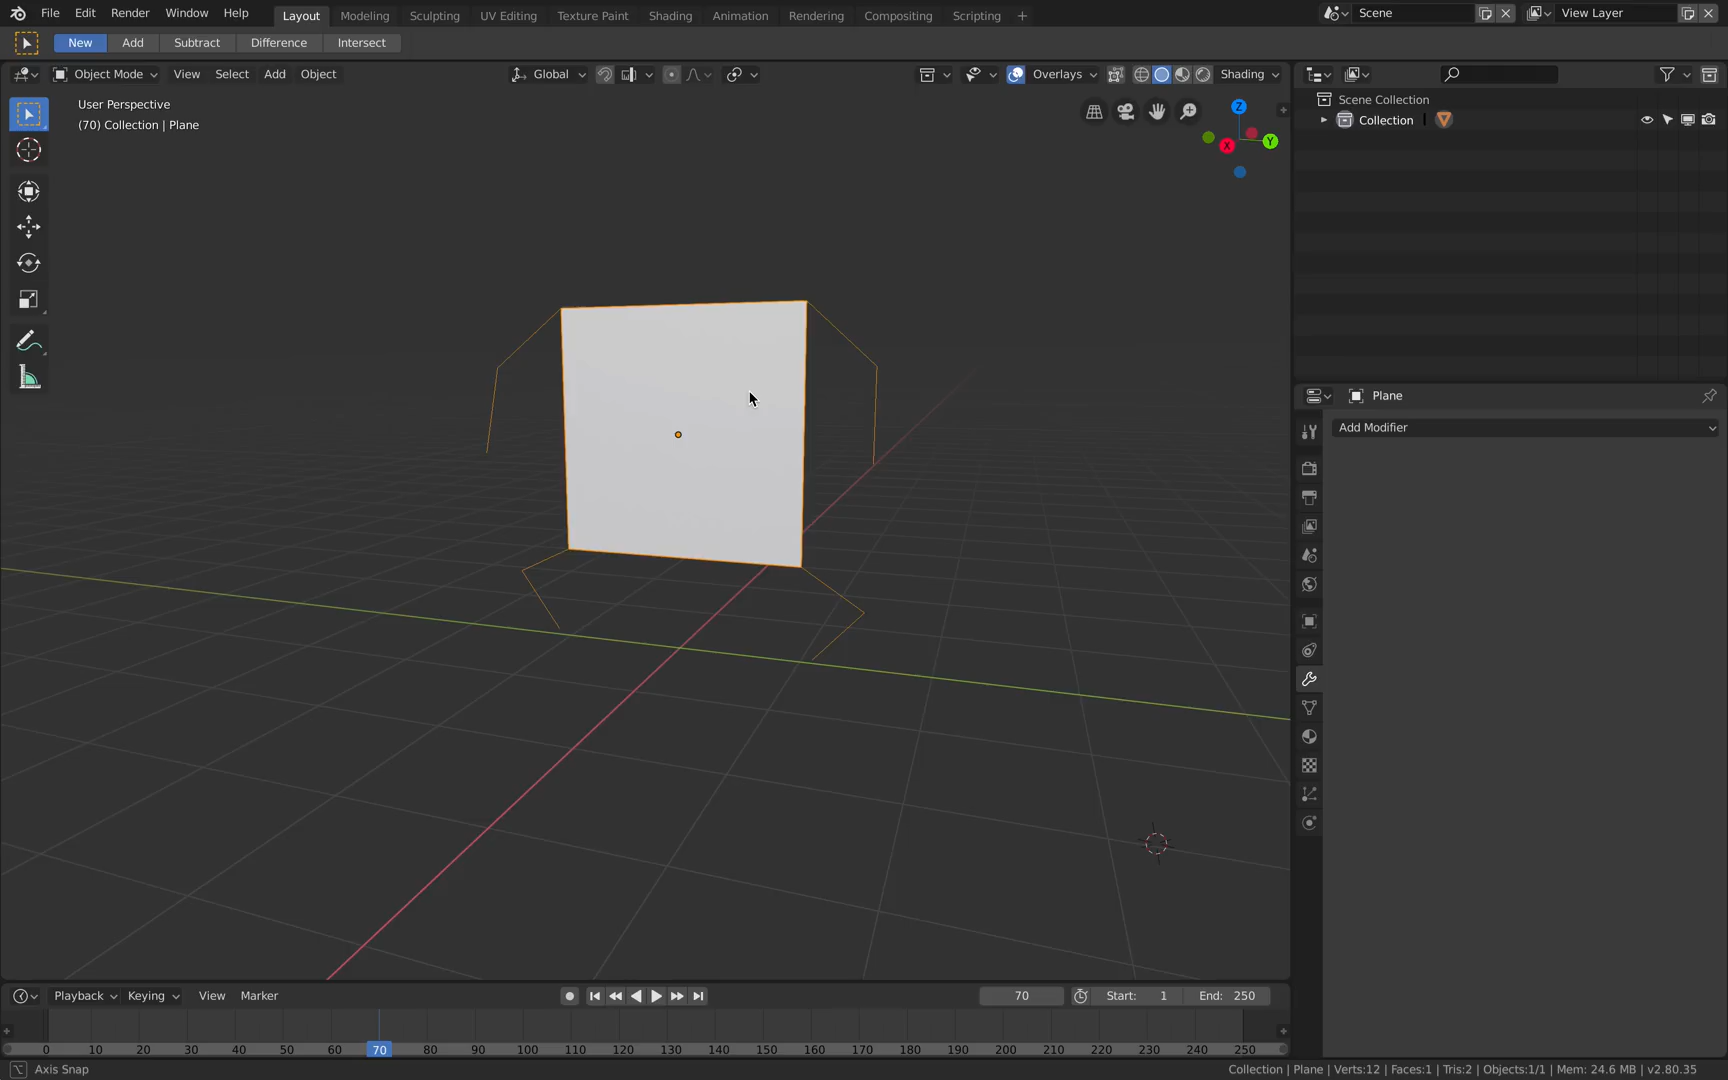 File Edit Render Window Help Layout Modeling Sculpting UV Editing Texture Paint Shading Animation Rendering Compositing Scripting + Scene View Layer
New Add Subtract Difference Intersect
Object Mode View Select Add Object Global Overlays Shading
User Perspective
(70) Collection | Plane
Z
X
Y
Scene Collection
Collection
Plane
Add Modifier
Playback Keying View Marker 70 Start: 1 End: 250
0 10 20 30 40 50 60 70 80 90 100 110 120 130 140 150 160 170 180 190 200 210 220 230 240 250
Axis Snap Collection | Plane | Verts:12 | Faces:1 | Tris:2 | Objects:1/1 | Mem: 24.6 MB | v2.80.35